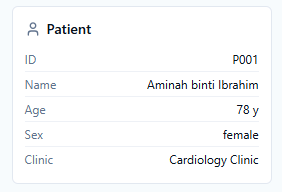 Patient
ID P001
Name Aminah binti Ibrahim
Age 78 y
Sex female
Clinic Cardiology Clinic